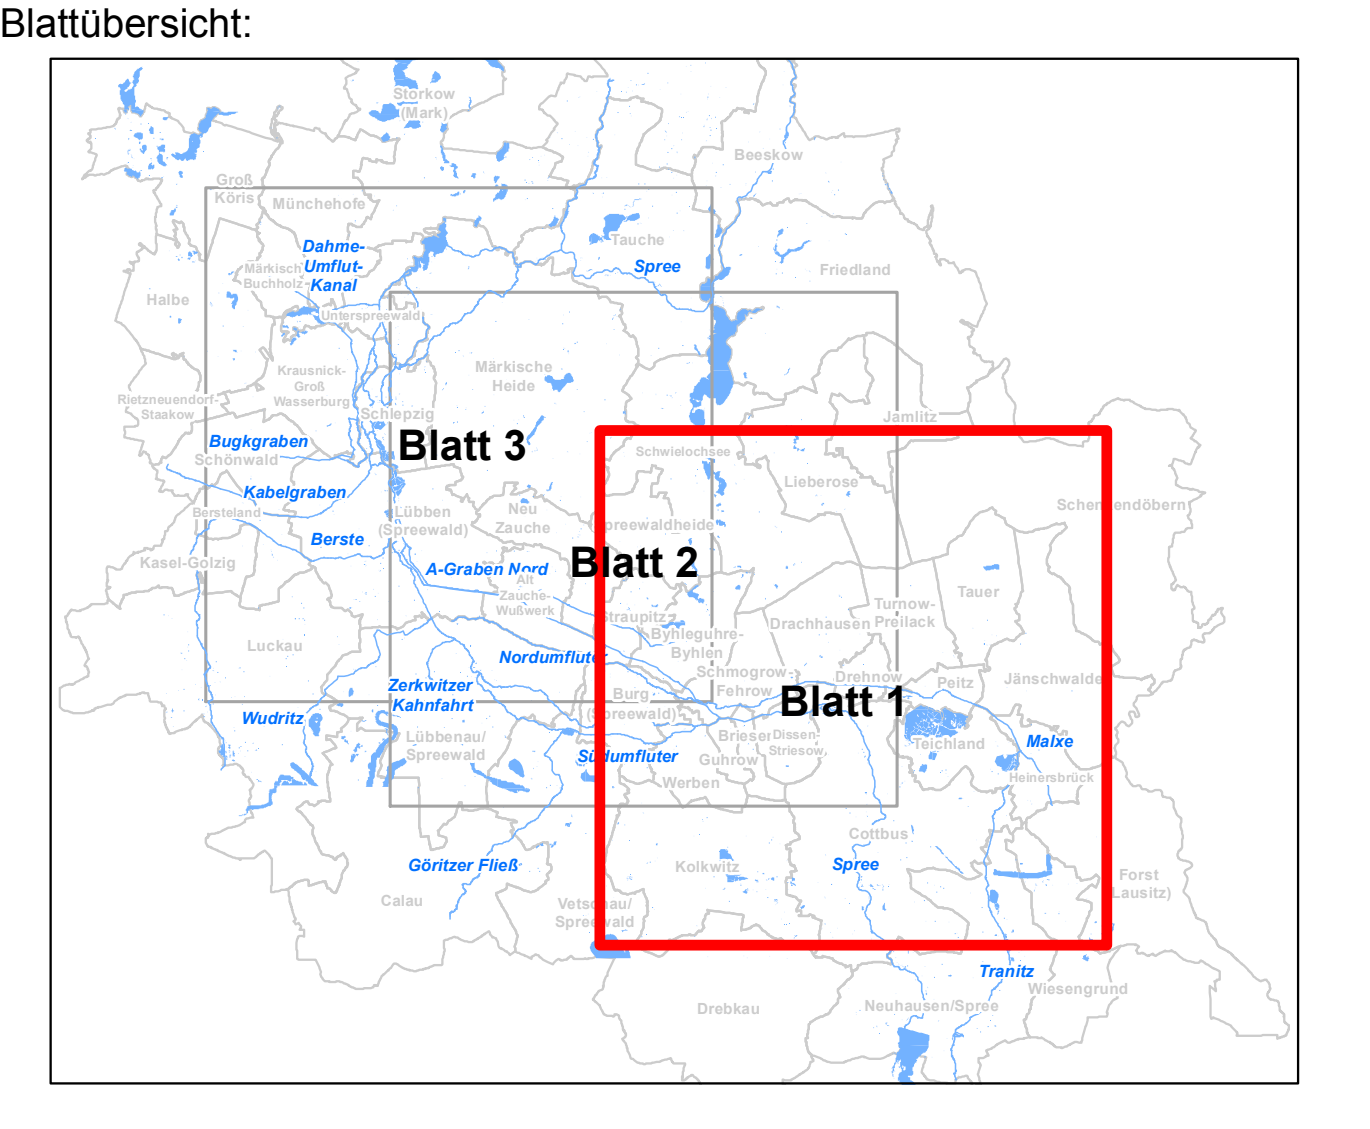 Blattübersicht:
Storkow
(Mark)
Beeskow
Groß
Köris
Münchehofe
Tauche
Dahme-
Umflut-
Kanal
Spree
Friedland
Märkisch
Buchholz
Halbe
Unterspreewald
Märkische
Heide
Krausnick-
Groß
Wasserburg
Rietzneuendorf-
Staakow
Schlepzig
Jamlitz
Bugkgraben
Schönwald
Blatt 3
Schwielochsee
Lieberose
Kabelgraben
Schenkendöbern
Bersteland
Lübben
(Spreewald)
Neu
Zauche
Spreewaldheide
Berste
Kasel-Golzig
A-Graben Nord
Blatt 2
Alt
Zauche-
Wußwerk
Tauer
Turnow-
Preilack
Straupitz
Drachhausen
Byhleguhre-
Byhlen
Luckau
Nordumfluter
Schmogrow-
Fehrow
Drehnow
Peitz
Jänschwalde
Zerkwitzer
Kahnfahrt
Burg
(Spreewald)
Blatt 1
Wudritz
Lübbenau/
Spreewald
Briesen
Dissen-
Striesow
Teichland
Malxe
Südumfluter
Guhrow
Werben
Heinersbrück
Cottbus
Göritzer Fließ
Kolkwitz
Spree
Forst
(Lausitz)
Calau
Vetschau/
Spreewald
Tranitz
Wiesengrund
Drebkau
Neuhausen/Spree